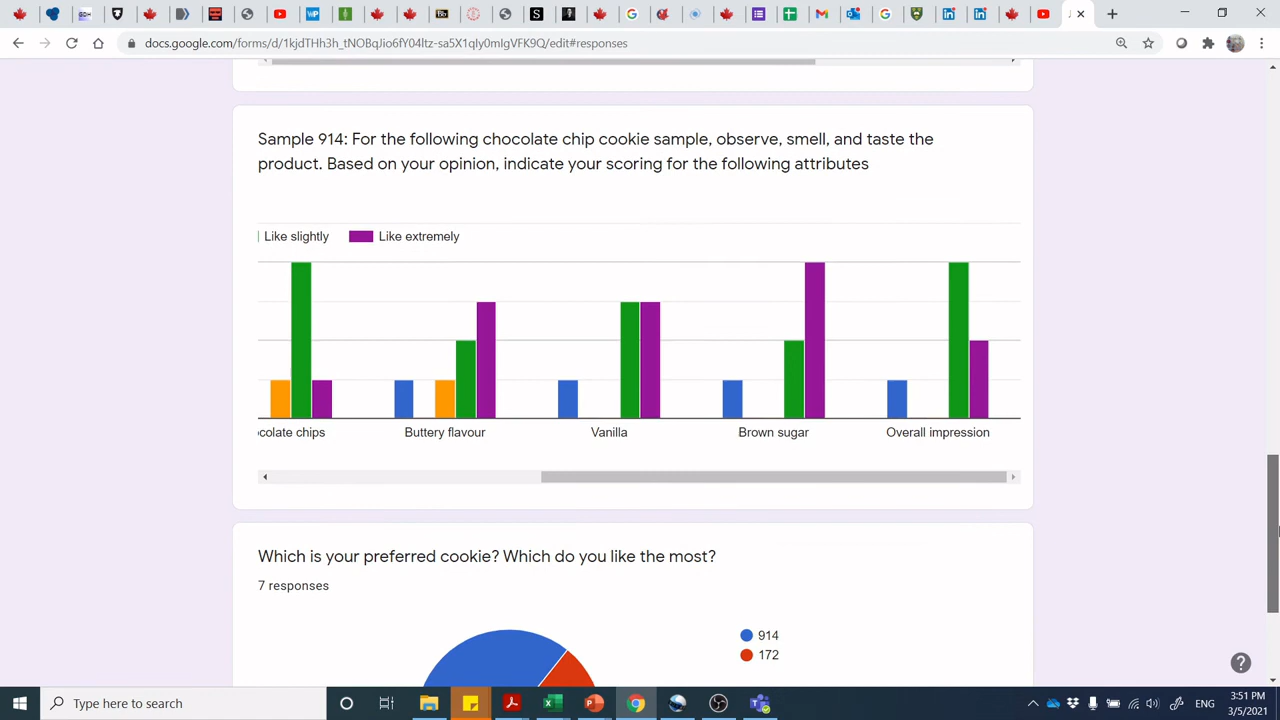 docs.google.com/forms/d/1kjdTHh3h_tNOBqJio6fY04ltz-sa5X1qly0mIgVFK9Q/edit#responses
Sample 914: For the following chocolate chip cookie sample, observe, smell, and taste the
product. Based on your opinion, indicate your scoring for the following attributes
Like slightly Like extremely
colate chips Buttery flavour Vanilla Brown sugar Overall impression
Which is your preferred cookie? Which do you like the most?
7 responses
914
172
Type here to search
ENG
3:51 PM
3/5/2021